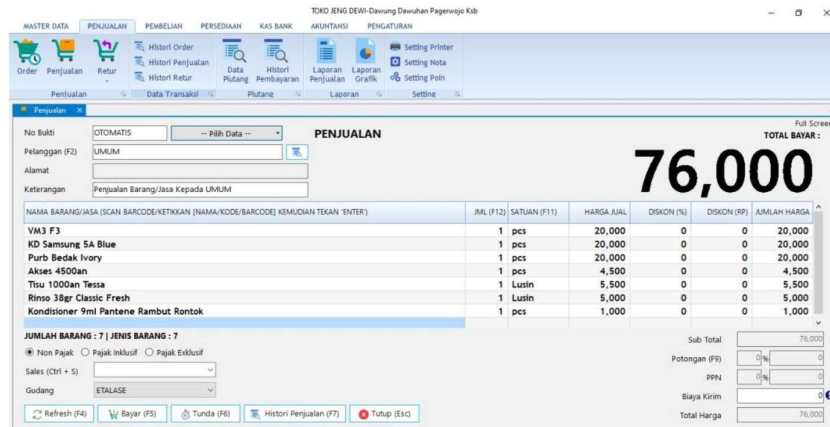 TOKO JENG DEWI-Dawung Dawuhan Pagerwojo Ksb
MASTER DATA PENJUALAN PEMBELIAN PERSEDIAAN KAS BANK AKUNTANSI PENGATURAN
Order Penjualan Retur
Histori Order
Histori Penjualan
Histori Retur
Data Piutang
Histori Pembayaran
Laporan Penjualan
Laporan Grafik
Setting Printer
Setting Nota
Setting Poin
Penjualan Data Transaksi Piutang Laporan Setting
Penjualan ×
Full Screen
No Bukti OTOMATIS -- Pilih Data -- PENJUALAN TOTAL BAYAR :
Pelanggan (F2) UMUM 76,000
Alamat
Keterangan Penjualan Barang/Jasa Kepada UMUM
NAMA BARANG/JASA (SCAN BARCODE/KETIKKAN [NAMA/KODE/BARCODE] KEMUDIAN TEKAN 'ENTER') JML (F12) SATUAN (F11) HARGA JUAL DISKON (%) DISKON (RP) JUMLAH HARGA
VM3 F3 1 pcs 20,000 0 0 20,000
KD Samsung 5A Blue 1 pcs 20,000 0 0 20,000
Purb Bedak Ivory 1 pcs 20,000 0 0 20,000
Akses 4500an 1 pcs 4,500 0 0 4,500
Tisu 1000an Tessa 1 Lusin 5,500 0 0 5,500
Rinso 38gr Classic Fresh 1 Lusin 5,000 0 0 5,000
Kondisioner 9ml Pantene Rambut Rontok 1 pcs 1,000 0 0 1,000
JUMLAH BARANG : 7 | JENIS BARANG : 7 Sub Total 76,000
Non Pajak Pajak Inklusif Pajak Exklusif Potongan (F9) 0 % 0
Sales (Ctrl + S) PPN 0 % 0
Gudang ETALASE Biaya Kirim 0
Refresh (F4) Bayar (F5) Tunda (F6) Histori Penjualan (F7) Tutup (Esc) Total Harga 76,000